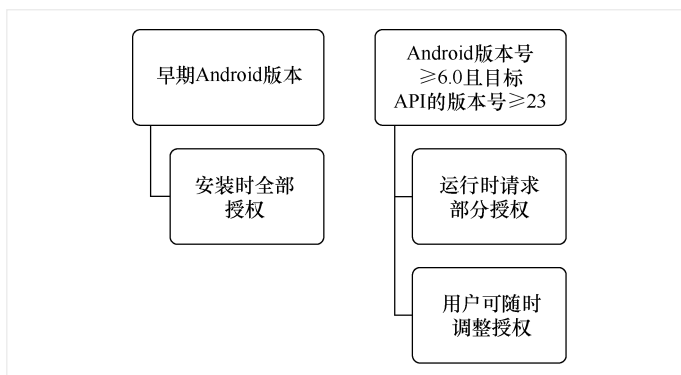 早期Android版本
安装时全部
授权
Android版本号
≥6.0且目标
API的版本号≥23
运行时请求
部分授权
用户可随时
调整授权